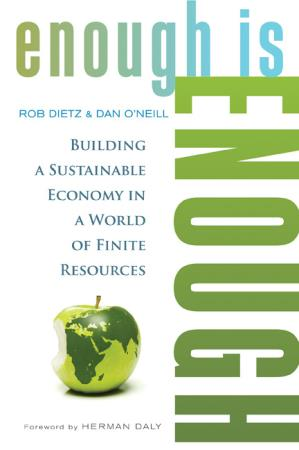 enough is
ENOUGH
ROB DIETZ & DAN O'NEILL
BUILDING
A SUSTAINABLE
ECONOMY IN
A WORLD
OF FINITE
RESOURCES
Foreword by HERMAN DALY